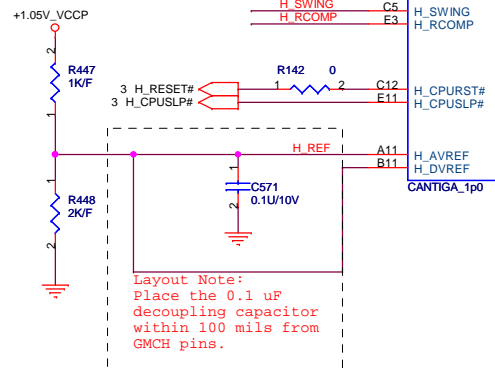 H_SWING C5 H_SWING
+1.05V_VCCP H_RCOMP E3 H_RCOMP
2
R447
1K/F
1
R142 0
3 H_RESET# 1 2 C12 H_CPURST#
3 H_CPUSLP# E11 H_CPUSLP#
H_REF A11 H_AVREF
B11 H_DVREF
CANTIGA_1p0
1
R448
2K/F
2
1
C571
0.1U/10V
2
Layout Note:
Place the 0.1 uF
decoupling capacitor
within 100 mils from
GMCH pins.